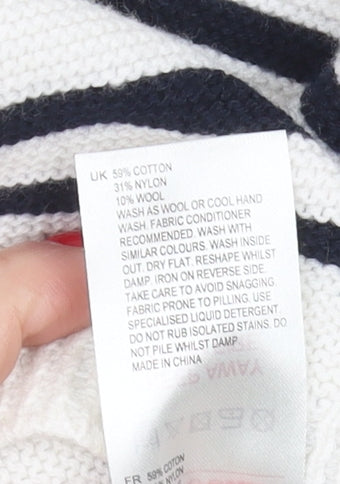 UK 59% COTTON
31% NYLON
10% WOOL
WASH AS WOOL OR COOL HAND
WASH. FABRIC CONDITIONER
RECOMMENDED. WASH WITH
SIMILAR COLOURS. WASH INSIDE
OUT. DRY FLAT. RESHAPE WHILST
DAMP. IRON ON REVERSE SIDE.
TAKE CARE TO AVOID SNAGGING.
FABRIC PRONE TO PILLING. USE
SPECIALISED LIQUID DETERGENT.
DO NOT RUB ISOLATED STAINS. DO
NOT PILE WHILST DAMP.
MADE IN CHINA
FR 59% COTTON